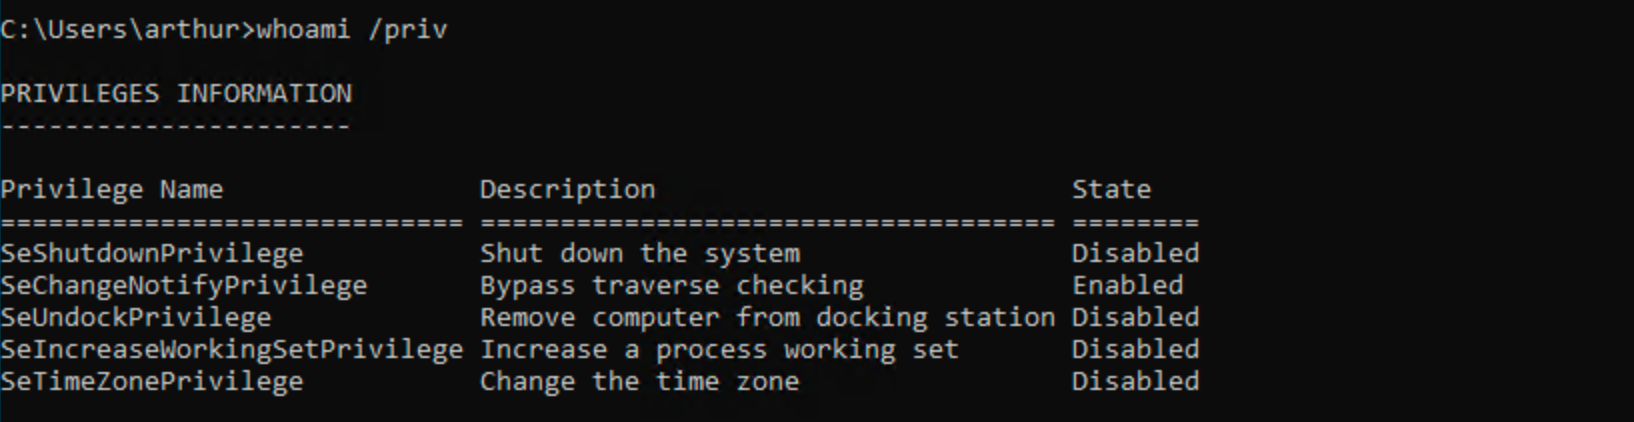 C:\Users\arthur>whoami /priv
PRIVILEGES INFORMATION
----------------------
Privilege Name                Description                          State
============================= ==================================== ========
SeShutdownPrivilege           Shut down the system                 Disabled
SeChangeNotifyPrivilege       Bypass traverse checking             Enabled
SeUndockPrivilege             Remove computer from docking station Disabled
SeIncreaseWorkingSetPrivilege Increase a process working set       Disabled
SeTimeZonePrivilege           Change the time zone                 Disabled